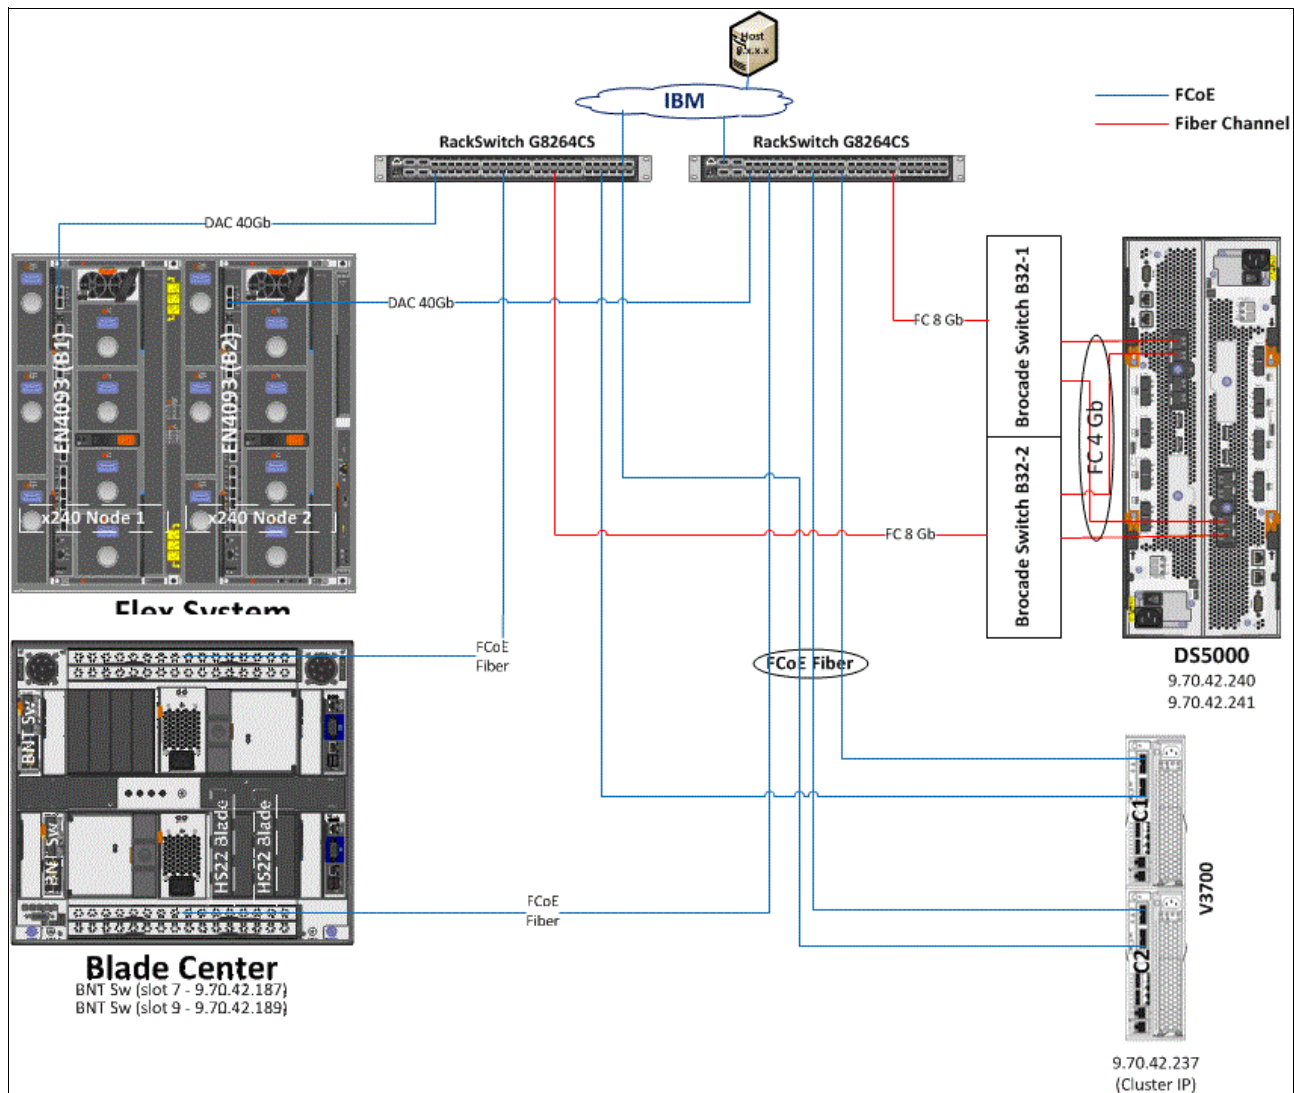 Host
9.x.x.x
IBM
FCoE
Fiber Channel
RackSwitch G8264CS
RackSwitch G8264CS
DAC 40Gb
DAC 40Gb
EN4093 (B1)
EN4093 (B2)
x240 Node 1
x240 Node 2
Flex System
FC 8 Gb
Brocade Switch B32-1
FC 4 Gb
FC 8 Gb
Brocade Switch B32-2
DS5000
9.70.42.240
9.70.42.241
FCoE
Fiber
FCoE Fiber
BNT Sw
BNT Sw
HS22 Blade
HS22 Blade
FCoE
Fiber
C1
V3700
C2
Blade Center
BNT Sw (slot 7 - 9.70.42.187)
BNT Sw (slot 9 - 9.70.42.189)
9.70.42.237
(Cluster IP)